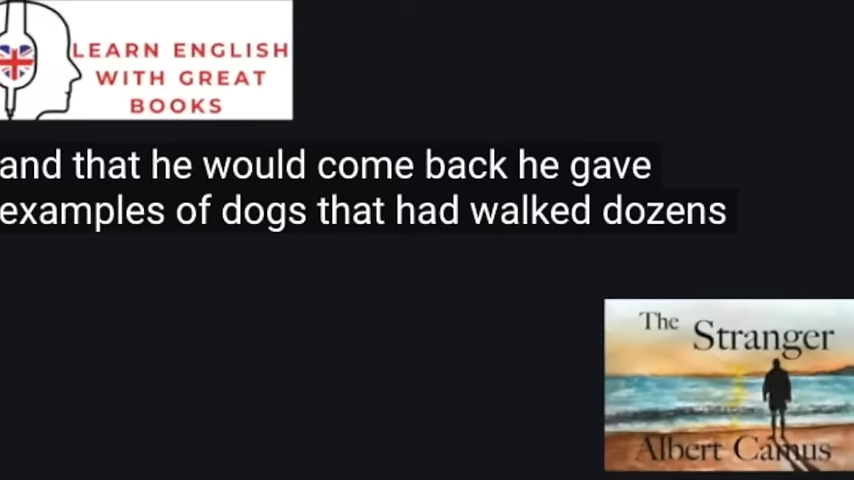 LEARN ENGLISH
WITH GREAT
BOOKS
and that he would come back he gave
examples of dogs that had walked dozens
The Stranger
Albert Camus